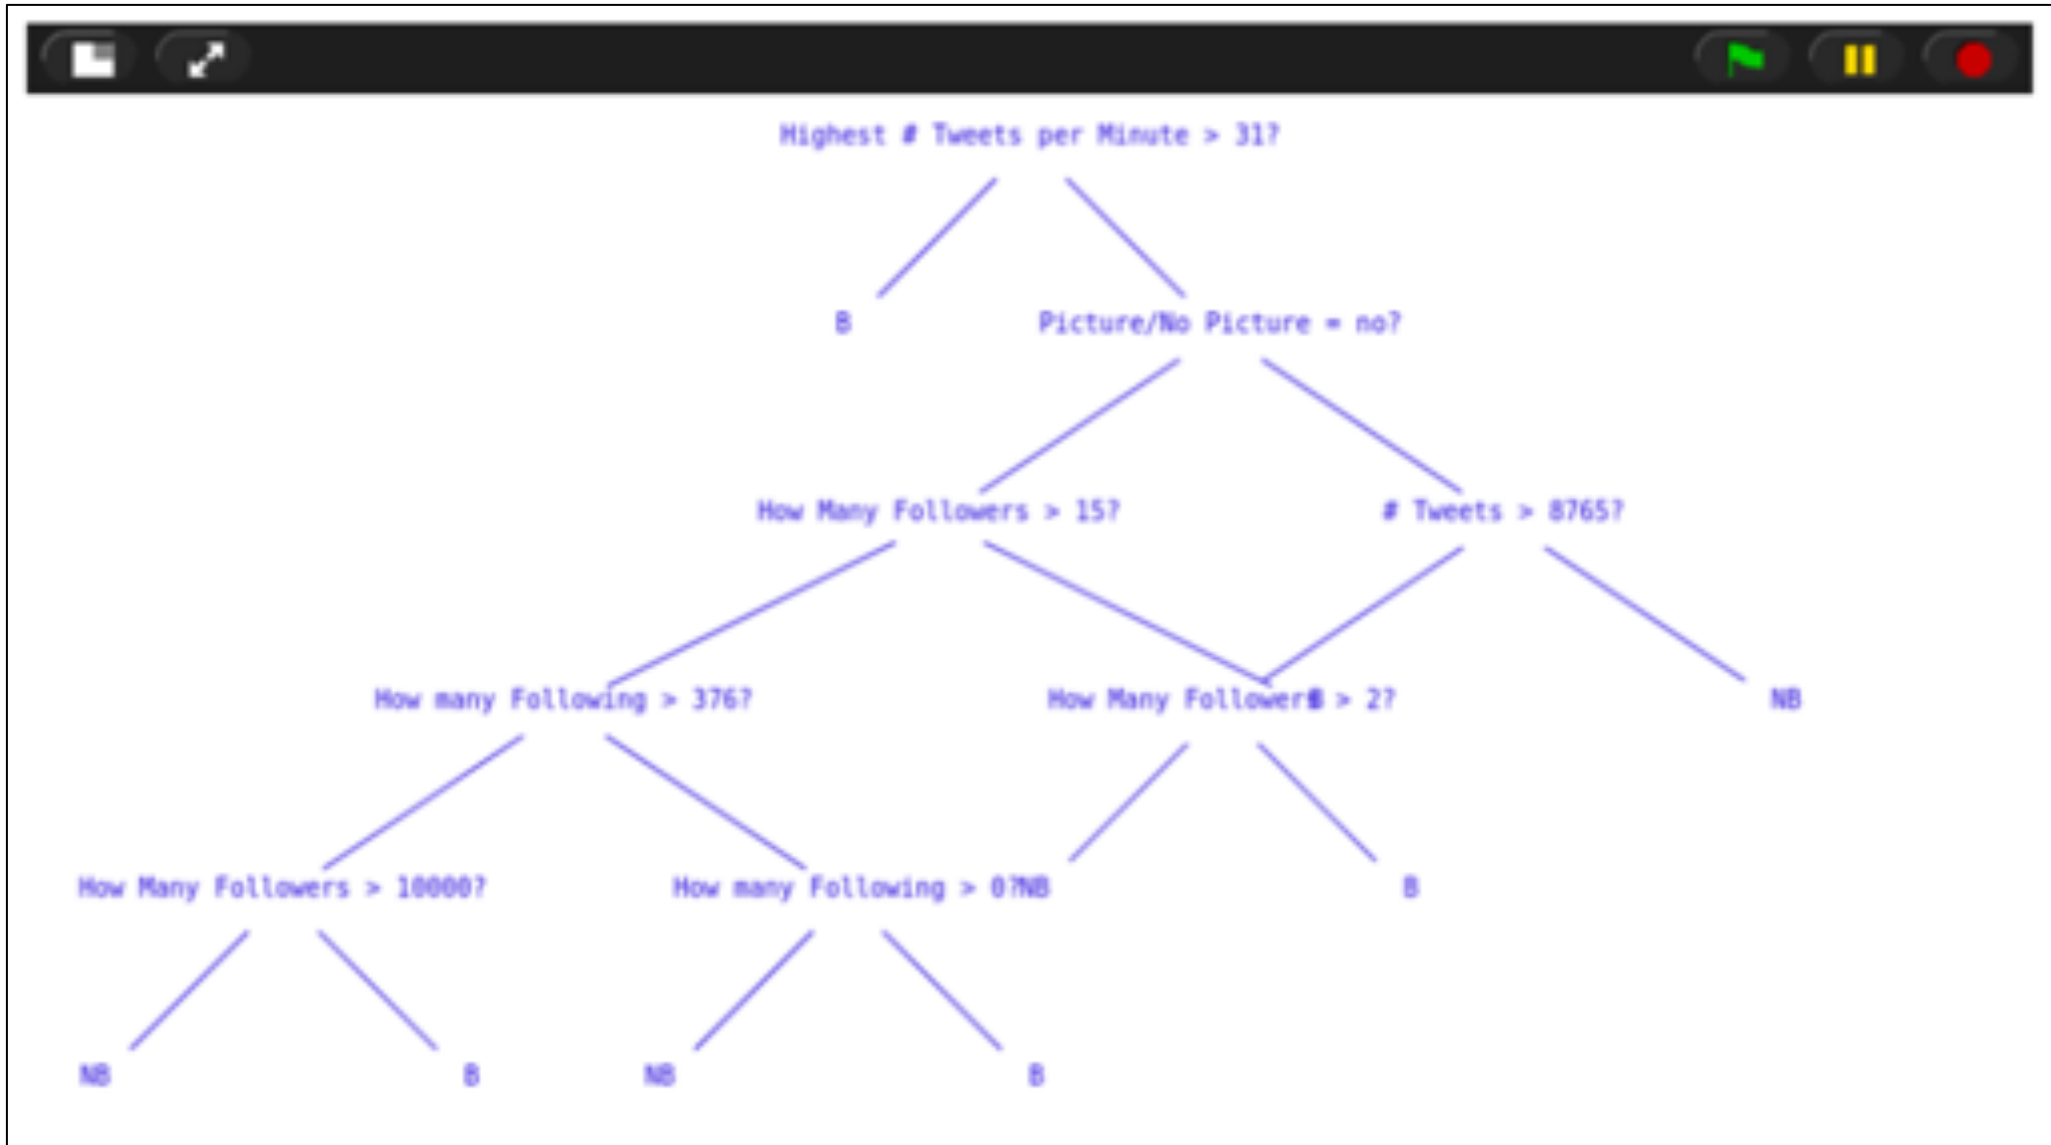 Highest # Tweets per Minute > 31?
B
Picture/No Picture = no?
How Many Followers > 15?
# Tweets > 8765?
How many Following > 376?
How Many Followers > 2?
NB
How Many Followers > 10000?
How many Following > 0?
NB
B
NB
B
NB
B